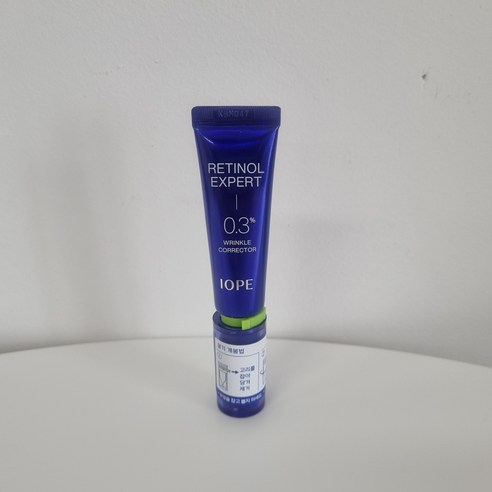 RETINOL
EXPERT
0.3%
WRINKLE
CORRECTOR
IOPE
용기 개봉법
고리를
잡아
당겨
제거